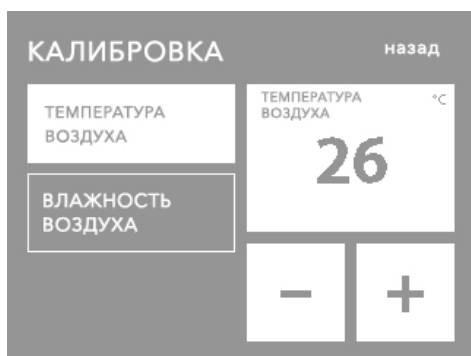 КАЛИБРОВКА
назад
ТЕМПЕРАТУРА
ВОЗДУХА
ВЛАЖНОСТЬ
ВОЗДУХА
ТЕМПЕРАТУРА °C
ВОЗДУХА
26
− +